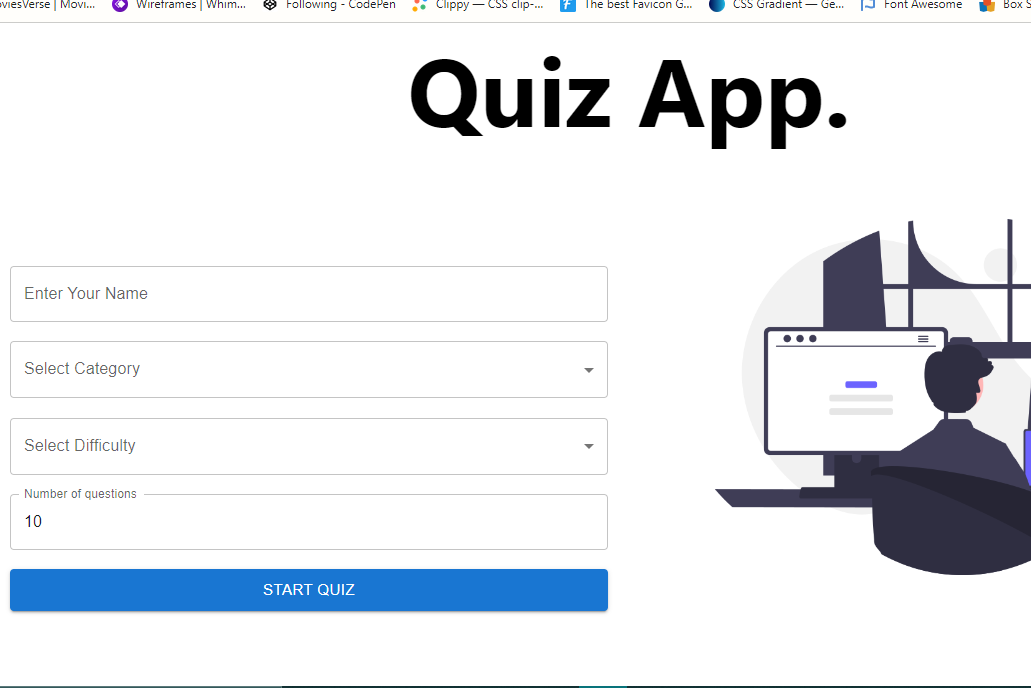 oviesVerse | Movi... Wireframes | Whim... Following - CodePen Clippy — CSS clip-... The best Favicon G... CSS Gradient — Ge... Font Awesome Box S
Quiz App.
Enter Your Name
Select Category
Select Difficulty
Number of questions
10
START QUIZ